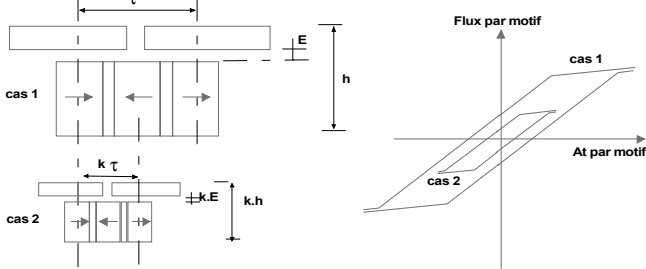 τ
E
cas 1
h
k τ
k.E
k.h
cas 2
Flux par motif
cas 1
At par motif
cas 2